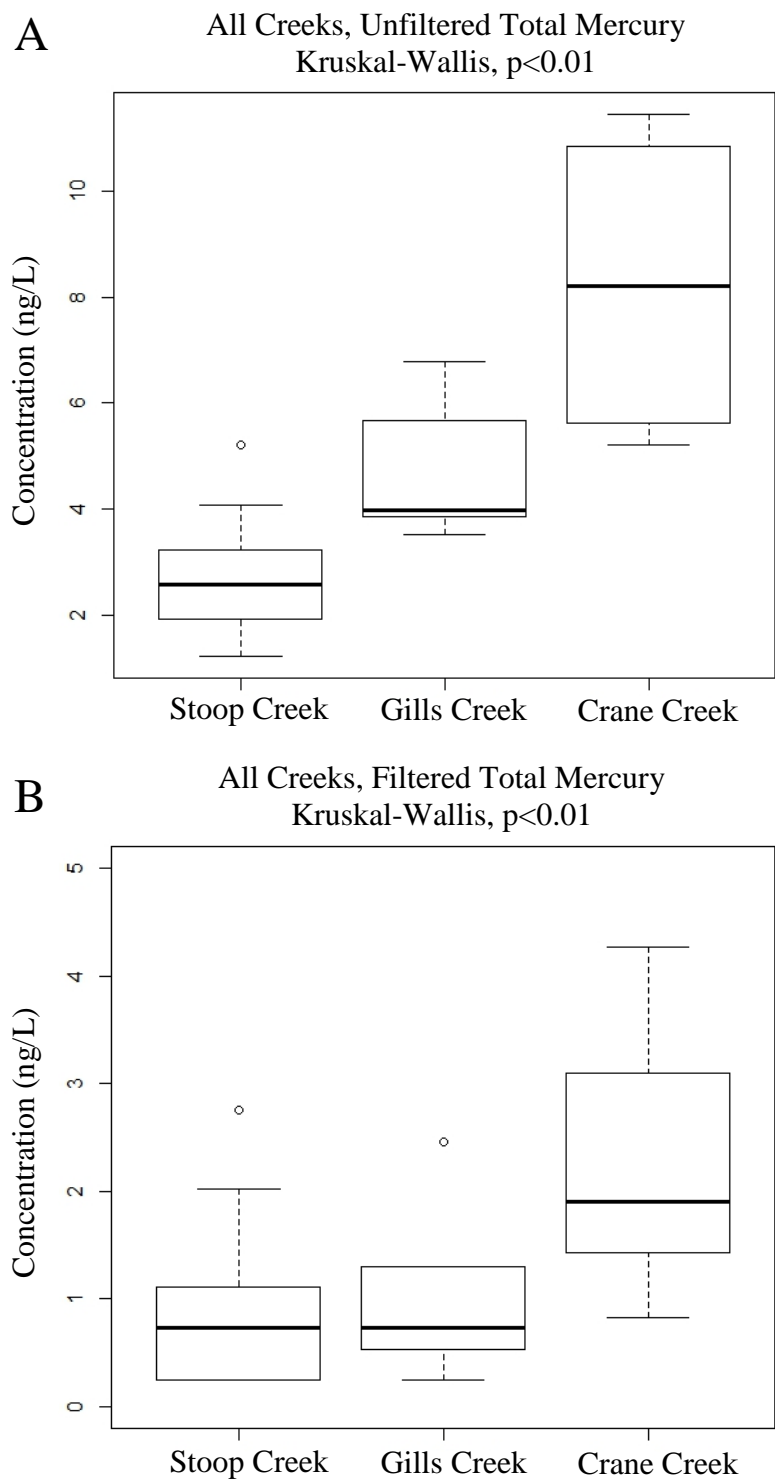 A
All Creeks, Unfiltered Total Mercury
Kruskal-Wallis, p<0.01
Concentration (ng/L)
10
8
6
4
2
Stoop Creek Gills Creek Crane Creek
B
All Creeks, Filtered Total Mercury
Kruskal-Wallis, p<0.01
Concentration (ng/L)
5
4
3
2
1
0
Stoop Creek Gills Creek Crane Creek